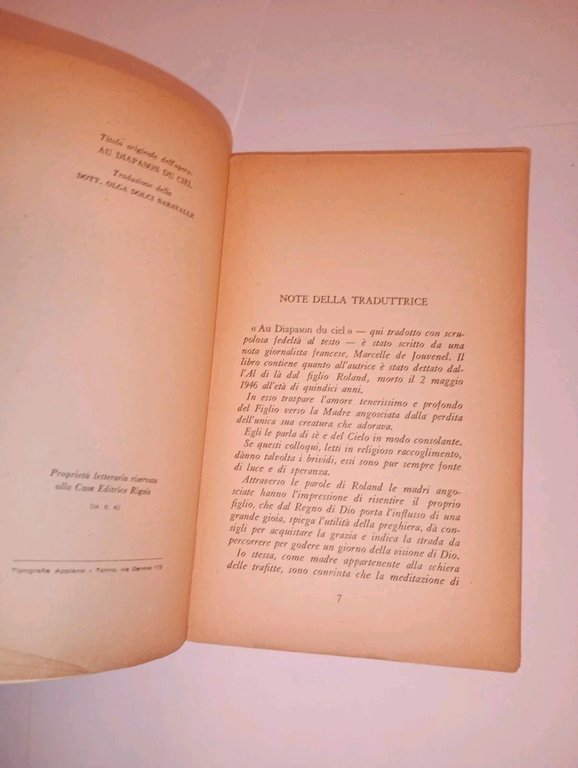 Titolo originale dell'opera:
AU DIAPASON DU CIEL
Traduzione della
DOTT. OLGA DOLCI BARAVALLE
Proprietà letteraria riservata
alla Casa Editrice Rigois
(M. E. B)
Tipografia Appiano - Torino, via Genova 115
NOTE DELLA TRADUTTRICE
« Au Diapason du ciel » — qui tradotto con scru-
polosa fedeltà al testo — è stato scritto da una
nota giornalista francese, Marcelle de Jouvenel. Il
libro contiene quanto all'autrice è stato dettato dal-
l'Al di là dal figlio Roland, morto il 2 maggio
1946 all'età di quindici anni.
In esso traspare l'amore tenerissimo e profondo
del Figlio verso la Madre angosciata dalla perdita
dell'unica sua creatura che adorava.
Egli le parla di sè e del Cielo in modo consolante.
Se questi colloqui, letti in religioso raccoglimento,
dànno talvolta i brividi, essi son pur sempre fonte
di luce e di speranza.
Attraverso le parole di Roland le madri ango-
sciate hanno l'impressione di risentire il proprio
figlio, che dal Regno di Dio porta l'influsso di una
grande gioia, spiega l'utilità della preghiera, dà con-
sigli per acquistare la grazia e indica la strada da
percorrere per godere un giorno della visione di Dio.
Io stessa, come madre appartenente alla schiera
delle trafitte, sono convinta che la meditazione di
7